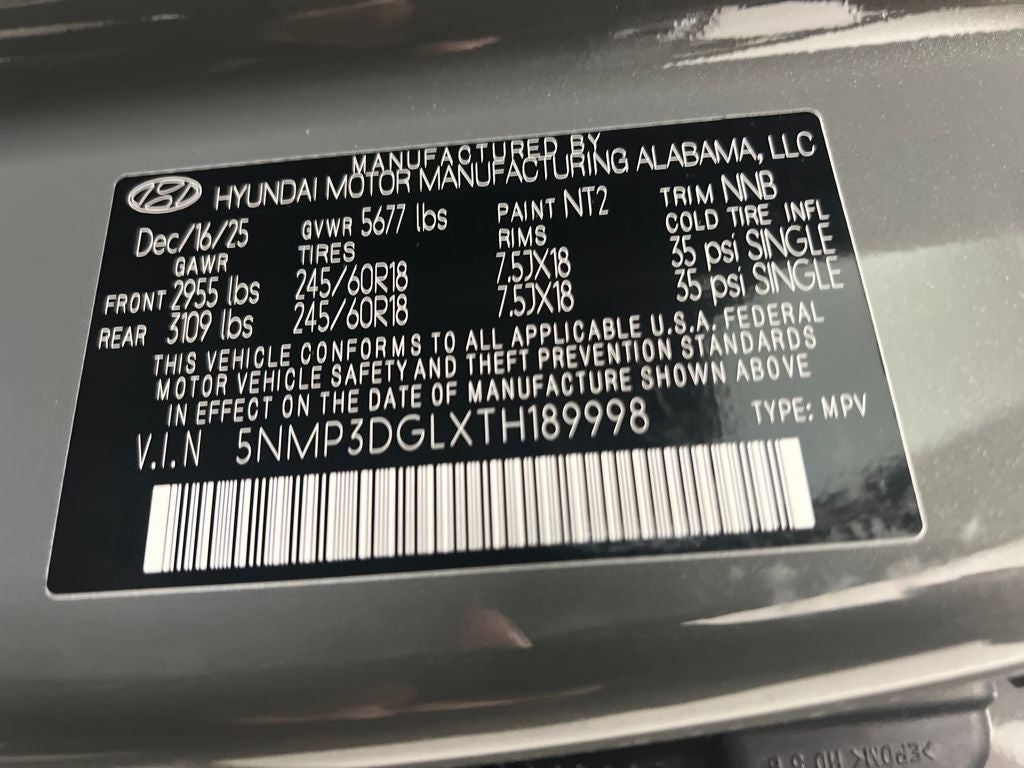 MANUFACTURED BY
HYUNDAI MOTOR MANUFACTURING ALABAMA, LLC
Dec/16/25 GVWR 5677 lbs PAINT NT2 TRIM NNB
GAWR TIRES RIMS COLD TIRE INFL
FRONT 2955 lbs 245/60R18 7.5JX18 35 psi SINGLE
REAR 3109 lbs 245/60R18 7.5JX18 35 psi SINGLE
THIS VEHICLE CONFORMS TO ALL APPLICABLE U.S.A. FEDERAL
MOTOR VEHICLE SAFETY AND THEFT PREVENTION STANDARDS
IN EFFECT ON THE DATE OF MANUFACTURE SHOWN ABOVE
V.I.N 5NMP3DGLXTH189998 TYPE: MPV